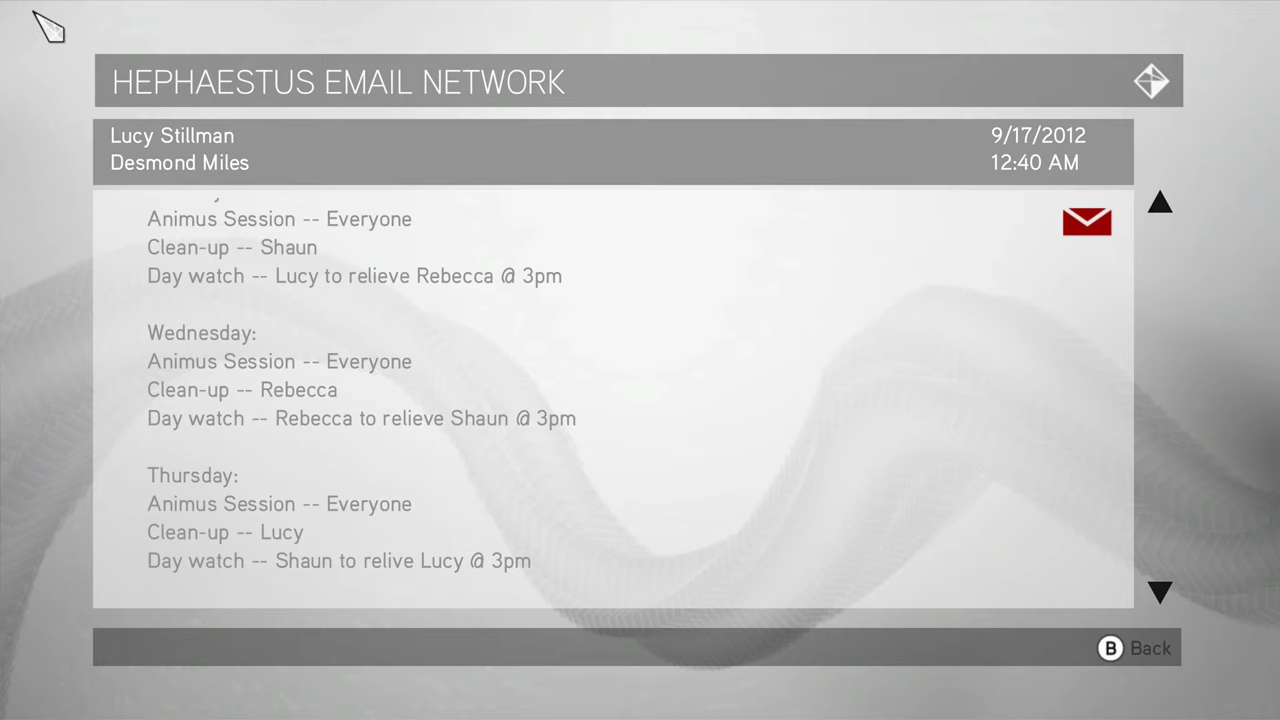 HEPHAESTUS EMAIL NETWORK
Lucy Stillman
9/17/2012
Desmond Miles
12:40 AM
Animus Session -- Everyone
Clean-up -- Shaun
Day watch -- Lucy to relieve Rebecca @ 3pm
Wednesday:
Animus Session -- Everyone
Clean-up -- Rebecca
Day watch -- Rebecca to relieve Shaun @ 3pm
Thursday:
Animus Session -- Everyone
Clean-up -- Lucy
Day watch -- Shaun to relive Lucy @ 3pm
B Back